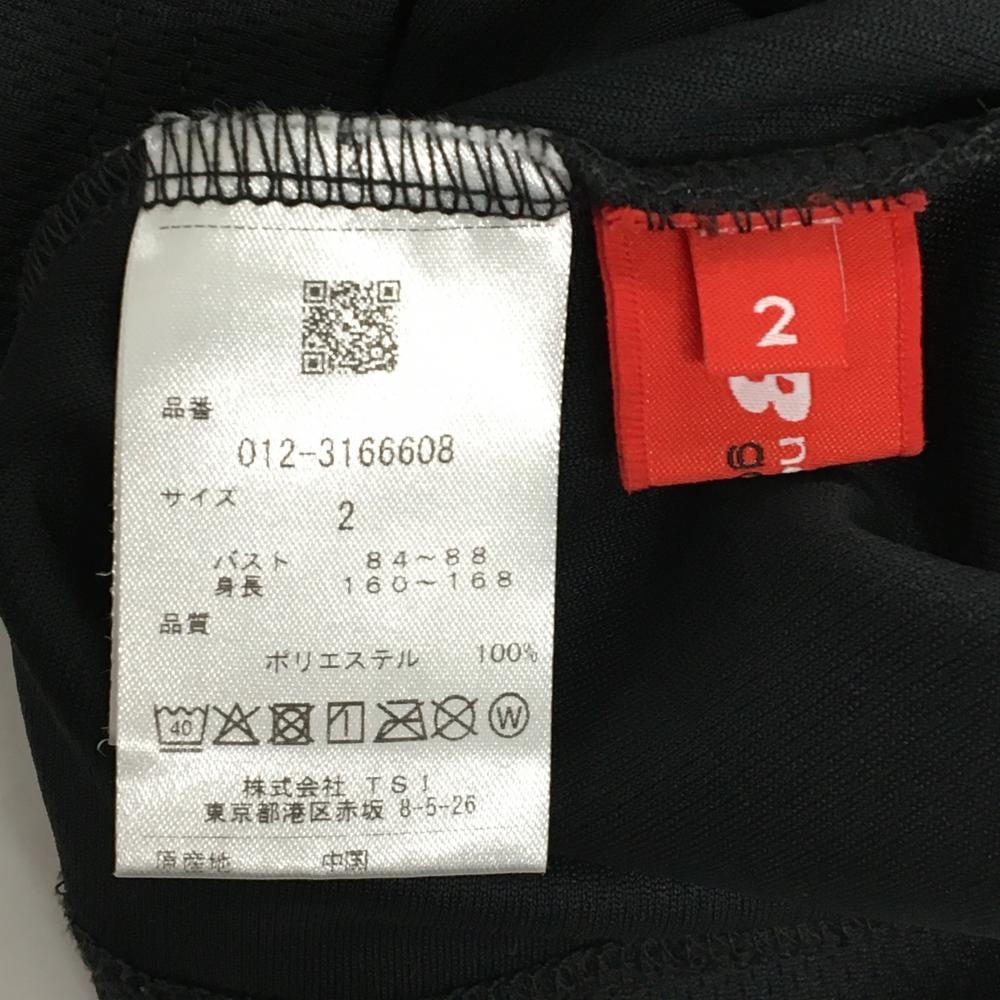 品番
012-3166608
サイズ
2
バスト 84～88
身長 160～168
品質
ポリエステル 100%
40
W
株式会社 TSI
東京都港区赤坂 8-5-26
原産地 中国
2
B